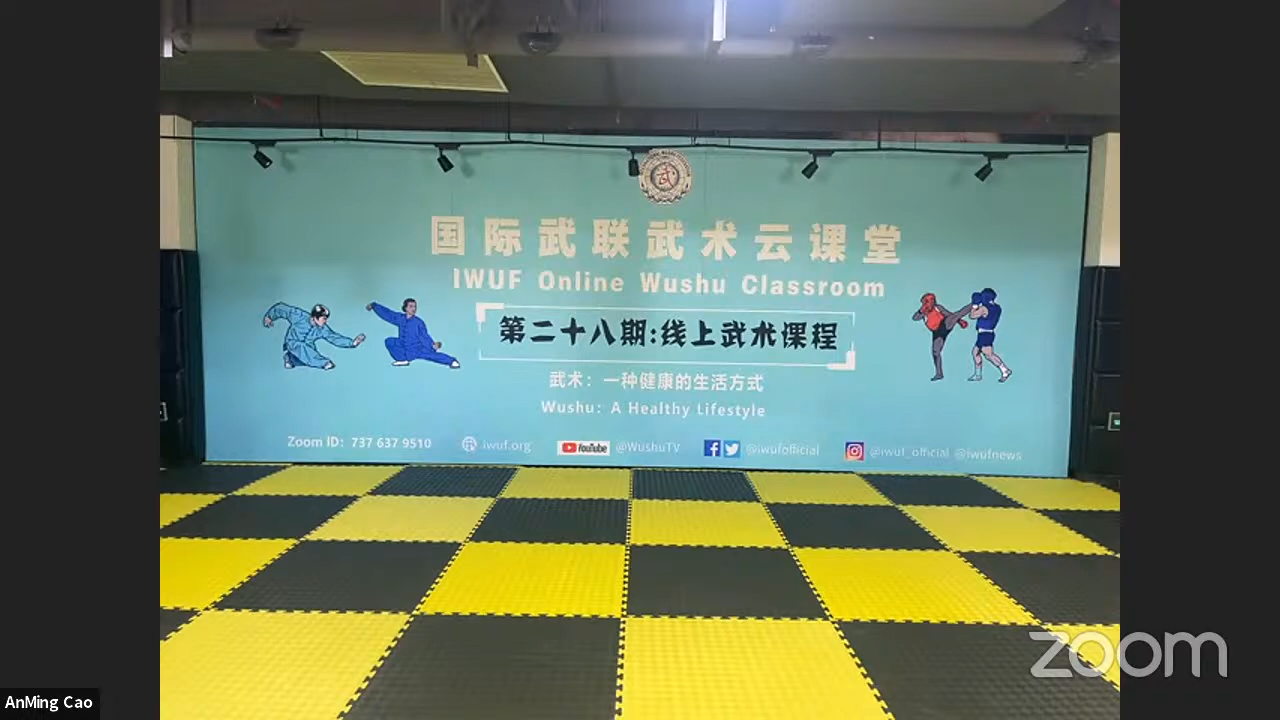 武
国际武联武术云课堂
IWUF Online Wushu Classroom
第二十八期:线上武术课程
武术：一种健康的生活方式
Wushu: A Healthy Lifestyle
Zoom ID: 737 637 9510 iwuf.org YouTube @WushuTV @iwufofficial @iwuf_official @iwufnews
zoom
AnMing Cao